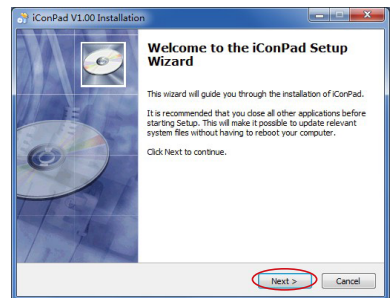 iConPad V1.00 Installation
Welcome to the iConPad Setup
Wizard
This wizard will guide you through the installation of iConPad.
It is recommended that you close all other applications before
starting Setup. This will make it possible to update relevant
system files without having to reboot your computer.
Click Next to continue.
Next >
Cancel